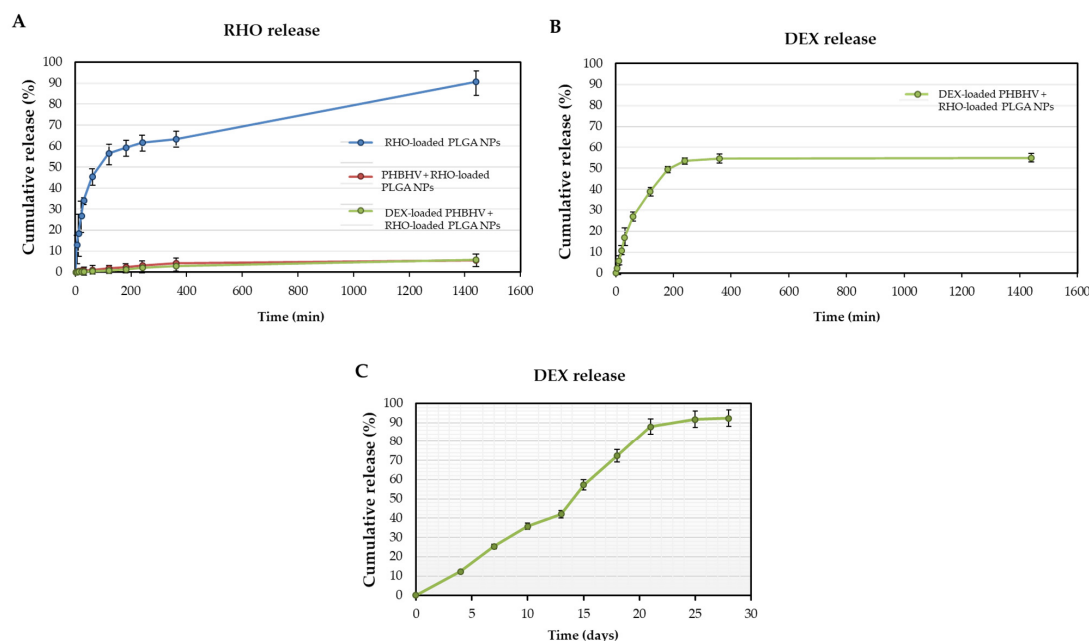 A
RHO release
Cumulative release (%)
100
90
80
70
60
50
40
30
20
10
0
0 200 400 600 800 1000 1200 1400 1600
Time (min)
RHO-loaded PLGA NPs
PHBHV+RHO-loaded
PLGA NPs
DEX-loaded PHBHV+
RHO-loaded PLGA NPs
B
DEX release
Cumulative release (%)
100
90
80
70
60
50
40
30
20
10
0
0 200 400 600 800 1000 1200 1400 1600
Time (min)
DEX-loaded PHBHV+
RHO-loaded PLGA NPs
C
DEX release
Cumulative release (%)
100
90
80
70
60
50
40
30
20
10
0
0 5 10 15 20 25 30
Time (days)